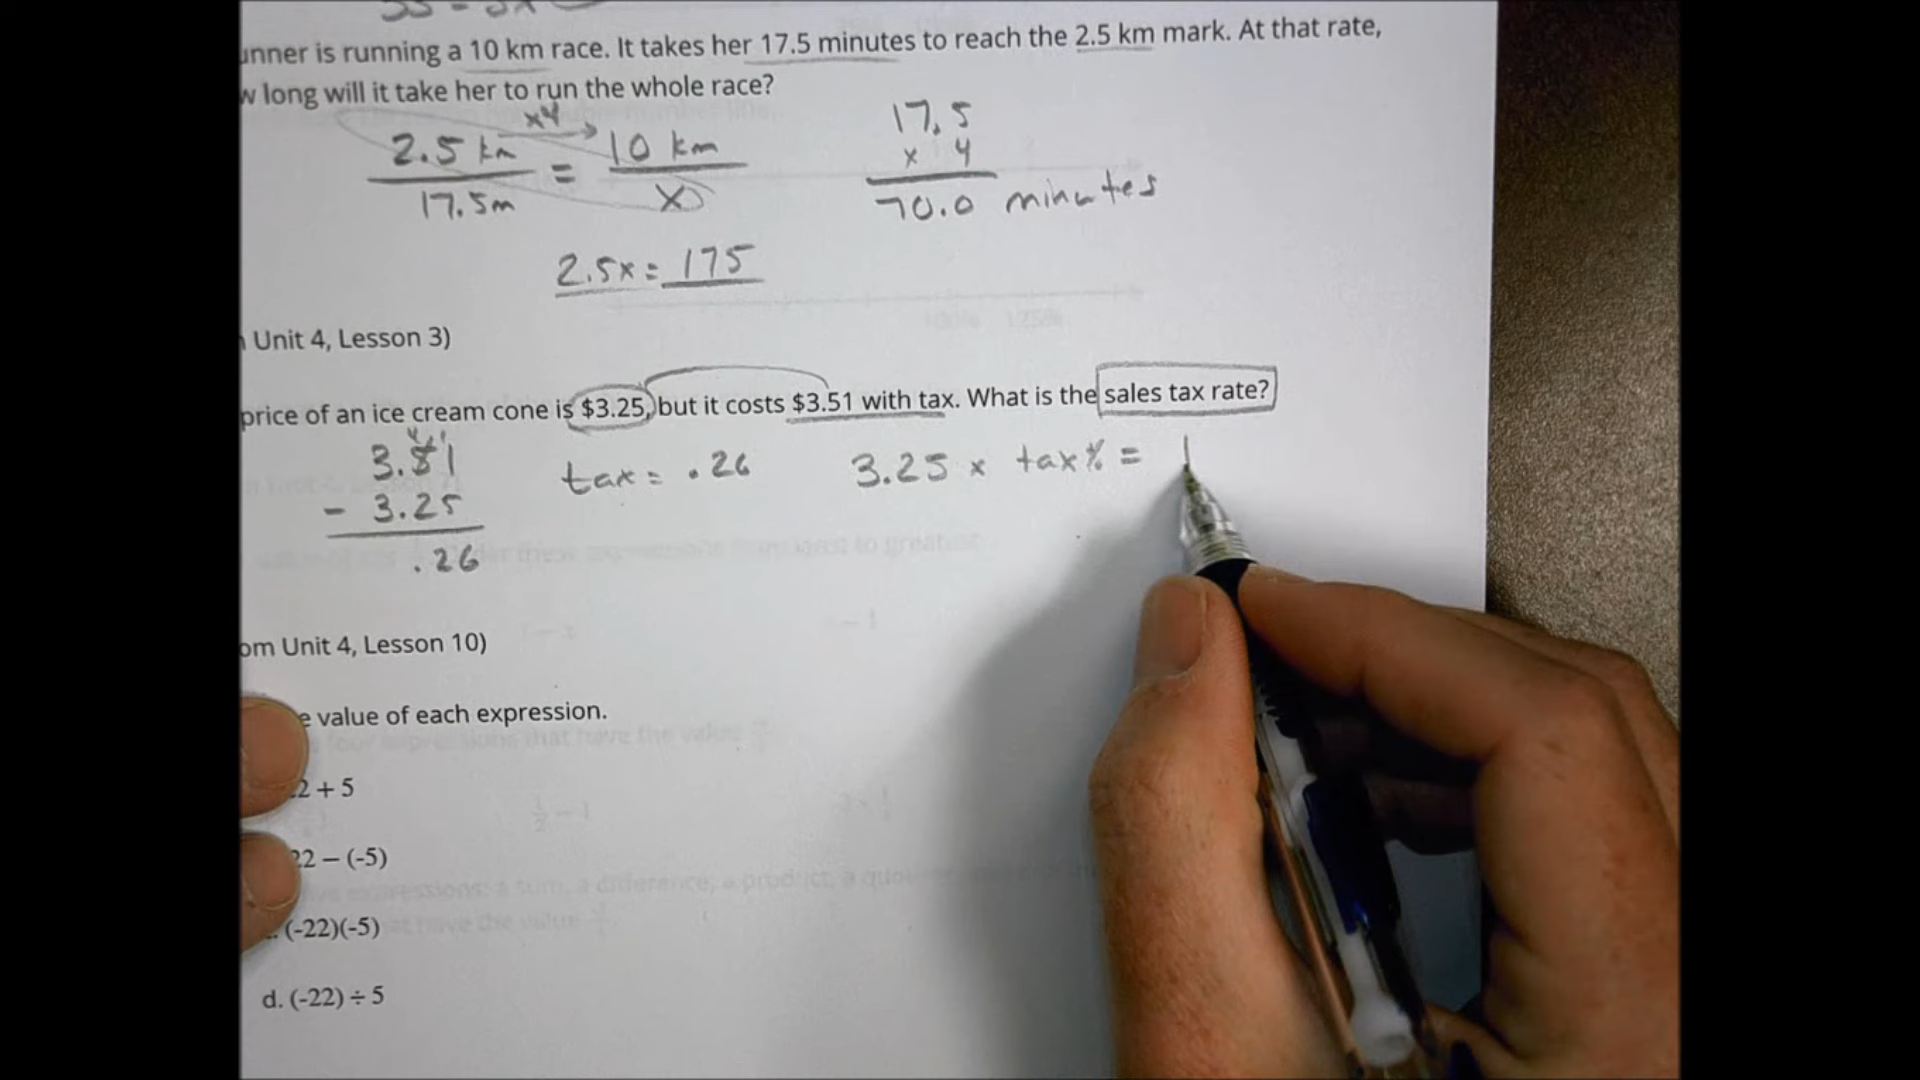 unner is running a 10 km race. It takes her 17.5 minutes to reach the 2.5 km mark. At that rate,
w long will it take her to run the whole race?
x4
2.5 km = 10 km
17.5m x
17.5
x 4
70.0 minutes
2.5x = 175
Unit 4, Lesson 3)
price of an ice cream cone is $3.25, but it costs $3.51 with tax. What is the sales tax rate?
3.51
- 3.25
.26
tax = .26
3.25 x tax% =
om Unit 4, Lesson 10)
e value of each expression.
2 + 5
22 – (-5)
(-22)(-5)
d. (-22) ÷ 5